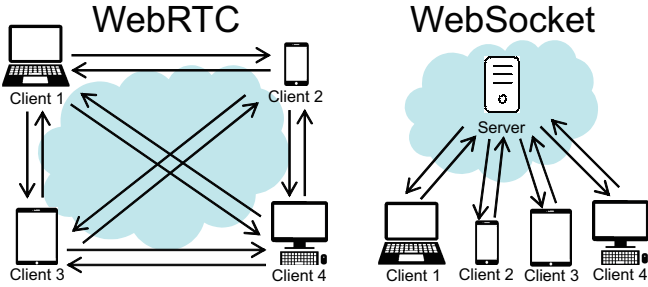 WebRTC
Client 1
Client 2
Client 3
Client 4
WebSocket
Server
Client 1
Client 2
Client 3
Client 4